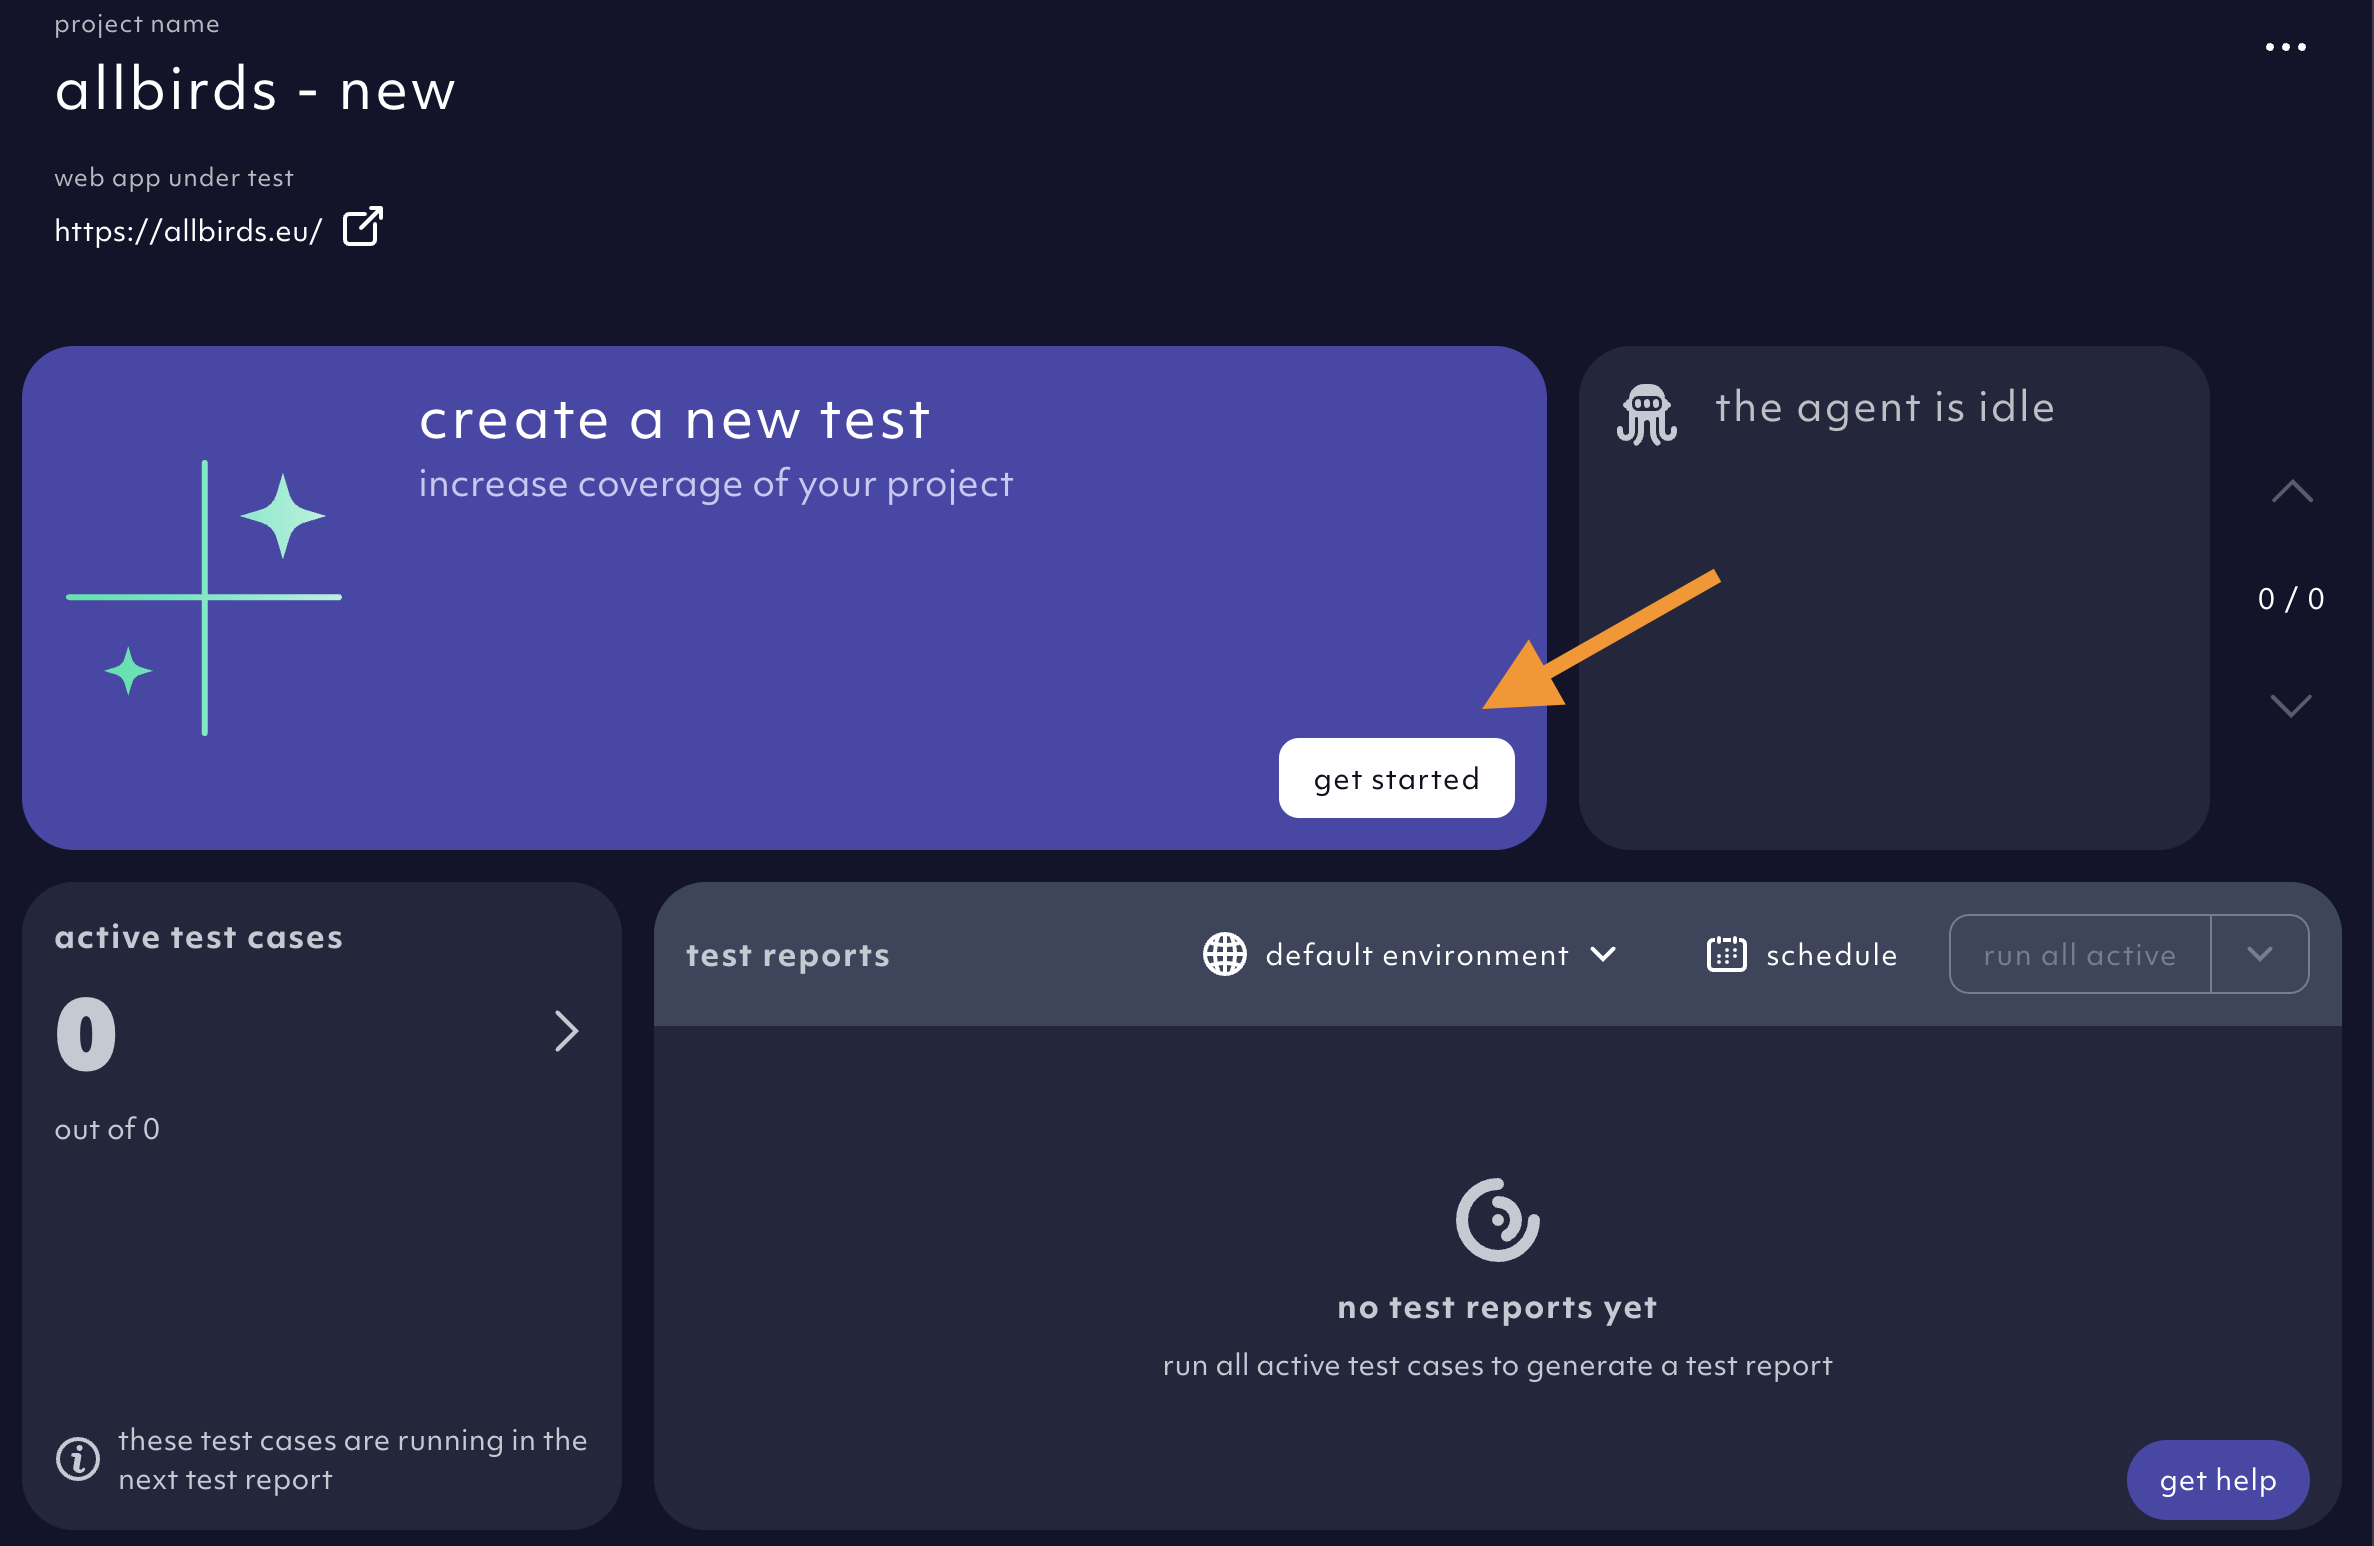 project name
allbirds - new
web app under test
https://allbirds.eu/
create a new test
increase coverage of your project
get started
the agent is idle
0 / 0
active test cases
0
out of 0
these test cases are running in the
next test report
test reports
default environment
schedule
run all active
no test reports yet
run all active test cases to generate a test report
get help